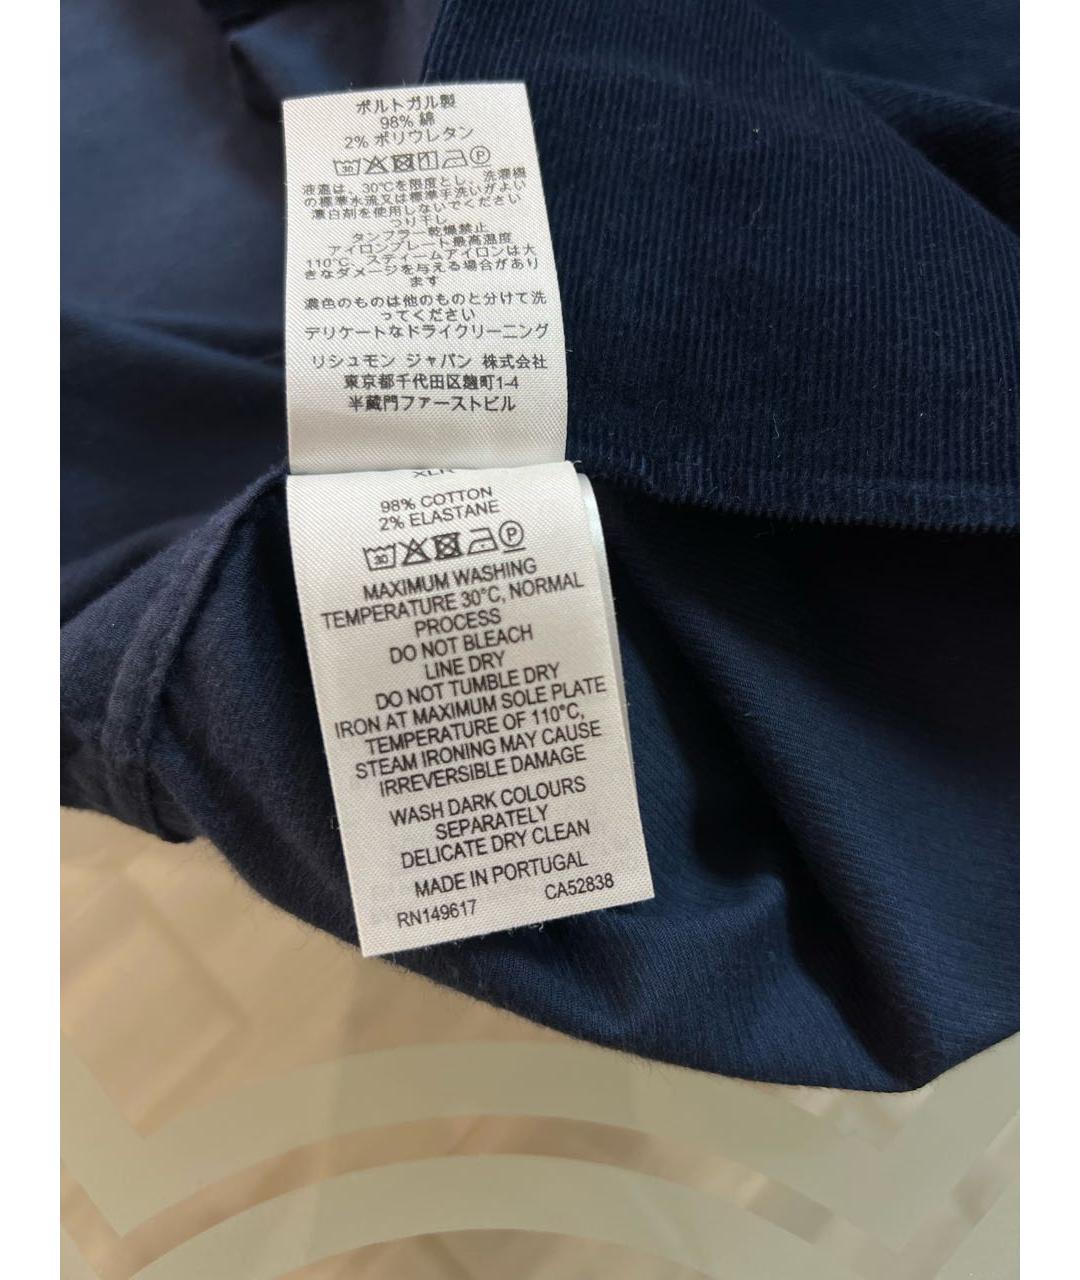 ポルトガル製
98% 綿
2% ポリウレタン
液温は、30℃を限度とし、洗濯機
の標準水流又は標準手洗いがよい
漂白剤を使用しないでください
つり干し
タンブラー乾燥禁止
アイロンプレート最高温度
110℃、スティームアイロンは大
きなダメージを与える場合があり
ます
濃色のものは他のものと分けて洗
ってください
デリケートなドライクリーニング
リシュモン ジャパン 株式会社
東京都千代田区麹町1-4
半蔵門ファーストビル
98% COTTON
2% ELASTANE
30
P
MAXIMUM WASHING
TEMPERATURE 30°C, NORMAL
PROCESS
DO NOT BLEACH
LINE DRY
DO NOT TUMBLE DRY
IRON AT MAXIMUM SOLE PLATE
TEMPERATURE OF 110°C,
STEAM IRONING MAY CAUSE
IRREVERSIBLE DAMAGE
WASH DARK COLOURS
SEPARATELY
DELICATE DRY CLEAN
MADE IN PORTUGAL
RN149617 CA52838